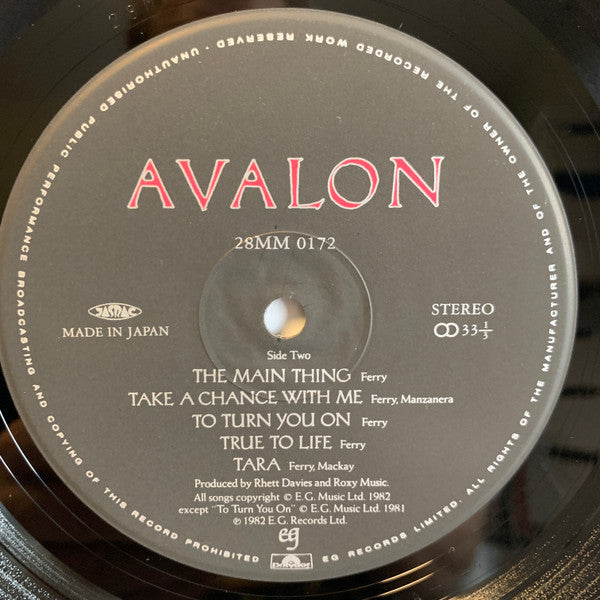 AVALON
28MM 0172
JASRAC
MADE IN JAPAN
STEREO
33 1/3
Side Two
THE MAIN THING Ferry
TAKE A CHANCE WITH ME Ferry, Manzanera
TO TURN YOU ON Ferry
TRUE TO LIFE Ferry
TARA Ferry, Mackay
Produced by Rhett Davies and Roxy Music.
All songs copyright © E.G. Music Ltd. 1982
except "To Turn You On" © E.G. Music Ltd. 1981
℗ 1982 E.G. Records Ltd.
eg
Polydor
EG RECORDS LIMITED. ALL RIGHTS OF THE MANUFACTURER AND OF THE OWNER OF THE RECORDED WORK RESERVED · UNAUTHORISED PUBLIC PERFORMANCE BROADCASTING AND COPYING OF THIS RECORD PROHIBITED